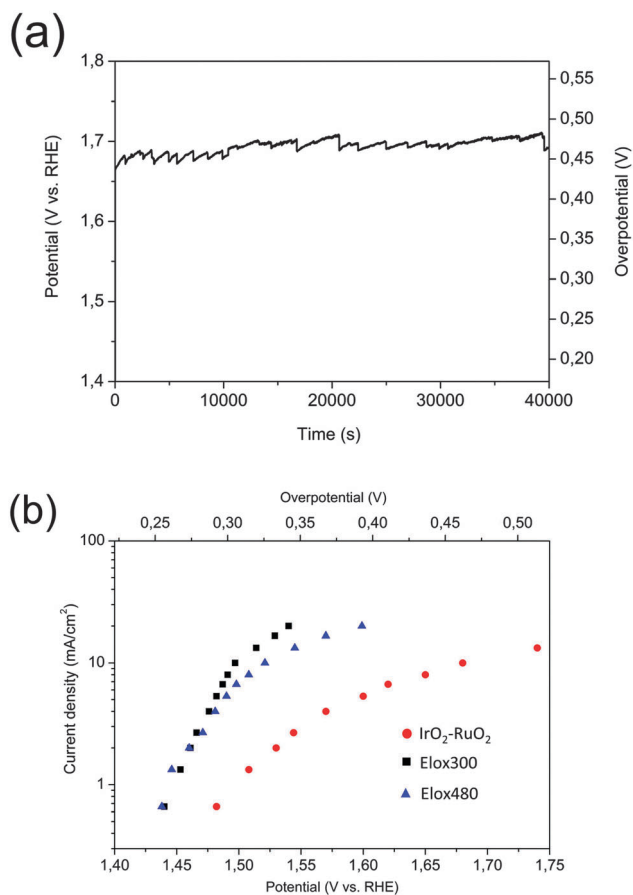 (a)
1,8
1,7
1,6
1,5
1,4
Potential (V vs. RHE)
0,55
0,50
0,45
0,40
0,35
0,30
0,25
0,20
Overpotential (V)
0 10000 20000 30000 40000
Time (s)
(b)
Overpotential (V)
0,25 0,30 0,35 0,40 0,45 0,50
100
10
1
Current density (mA/cm²)
IrO₂-RuO₂
Elox300
Elox480
1,40 1,45 1,50 1,55 1,60 1,65 1,70 1,75
Potential (V vs. RHE)